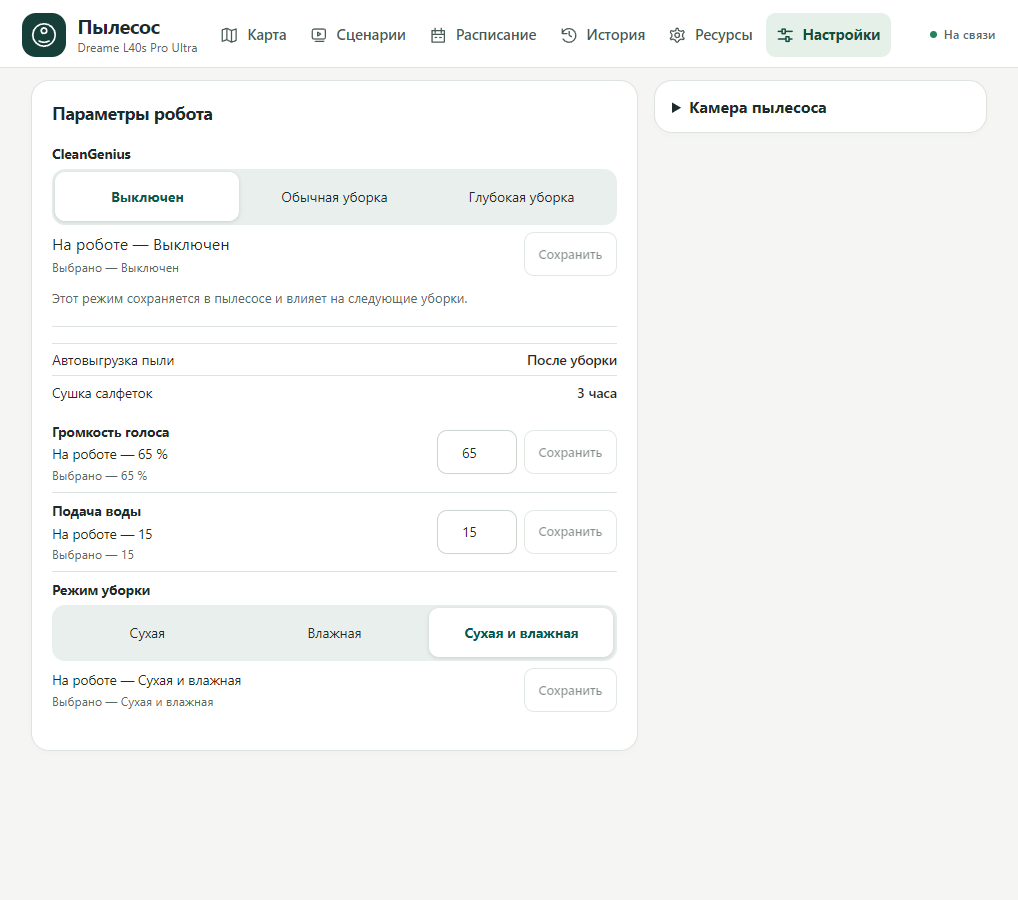 Пылесос
Dreame L40s Pro Ultra
Карта
Сценарии
Расписание
История
Ресурсы
Настройки
На связи
Параметры робота
CleanGenius
Выключен
Обычная уборка
Глубокая уборка
На роботе — Выключен
Выбрано — Выключен
Сохранить
Этот режим сохраняется в пылесосе и влияет на следующие уборки.
Автовыгрузка пыли
После уборки
Сушка салфеток
3 часа
Громкость голоса
На роботе — 65 %
Выбрано — 65 %
65
Сохранить
Подача воды
На роботе — 15
Выбрано — 15
15
Сохранить
Режим уборки
Сухая
Влажная
Сухая и влажная
На роботе — Сухая и влажная
Выбрано — Сухая и влажная
Сохранить
Камера пылесоса